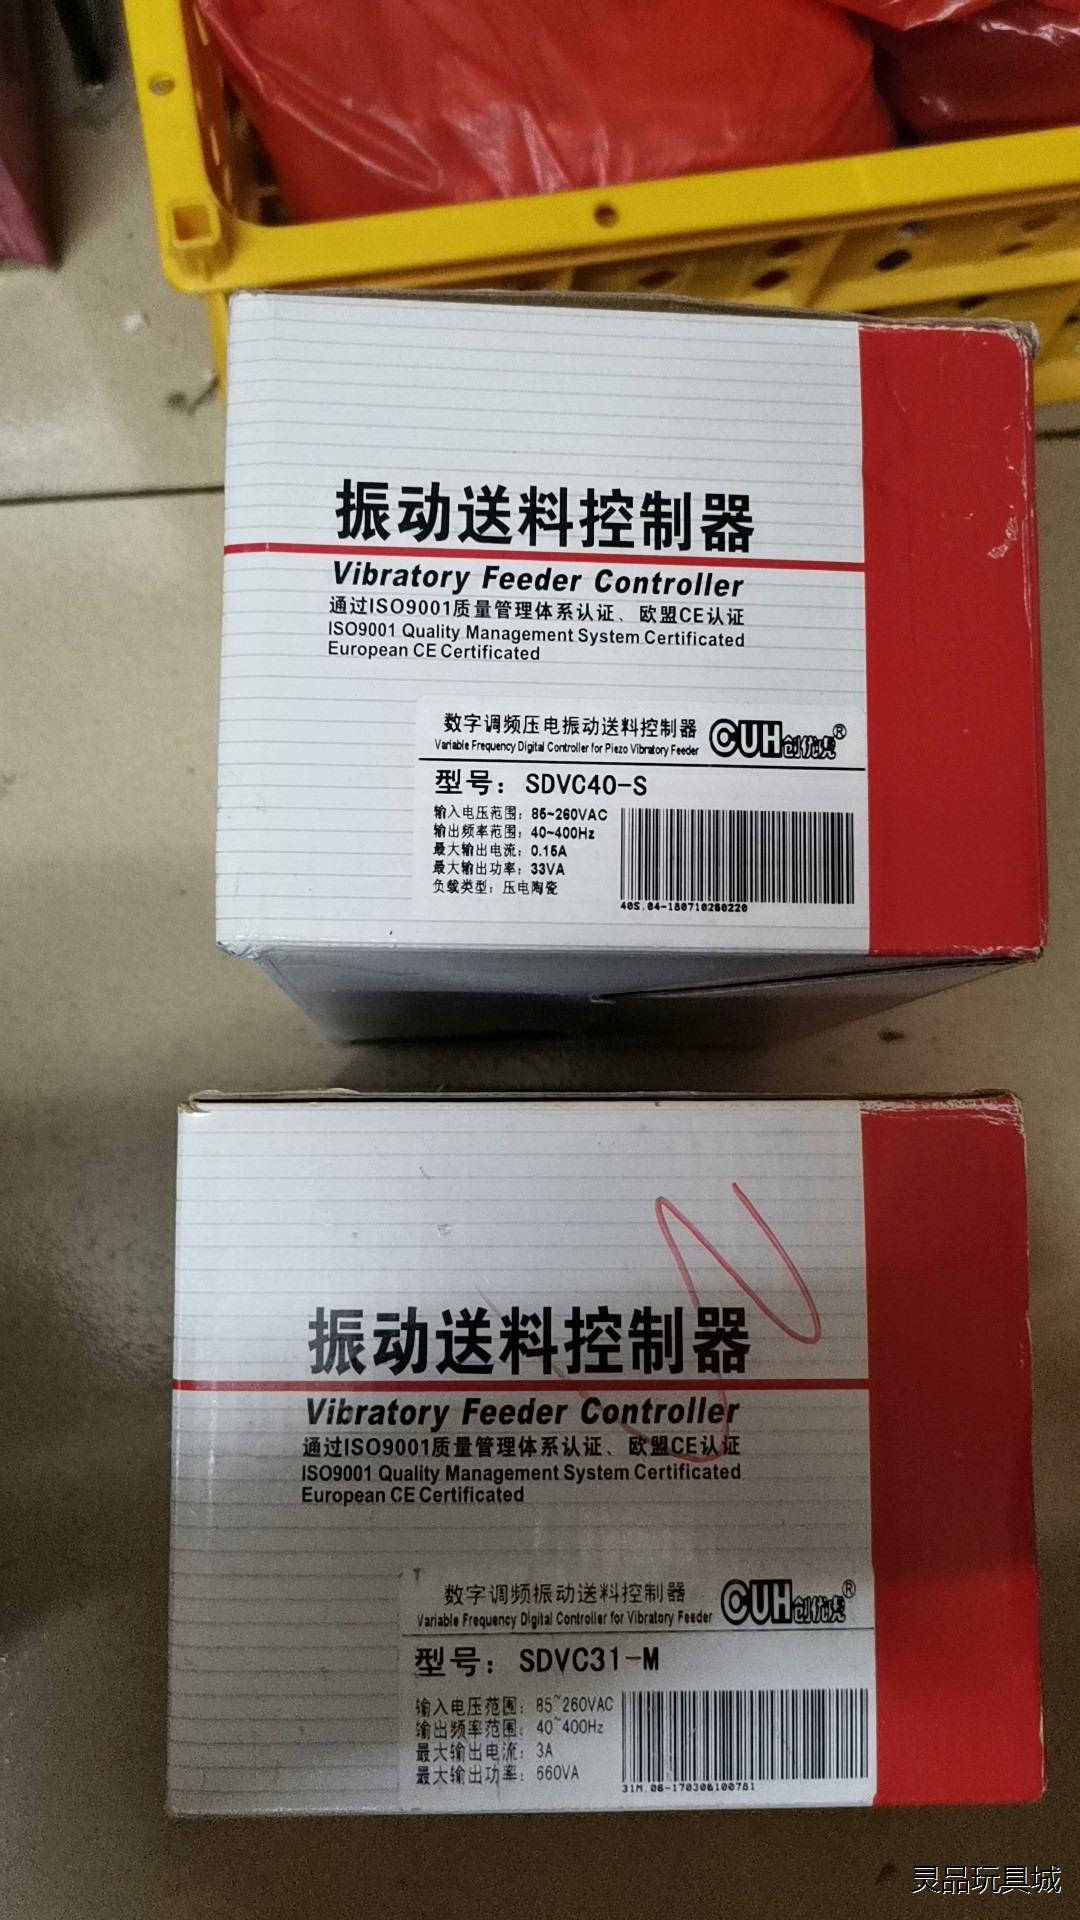 振动送料控制器
Vibratory Feeder Controller
通过ISO9001质量管理体系认证、欧盟CE认证
ISO9001 Quality Management System Certificated
European CE Certificated
数字调频压电振动送料控制器 CUH创优虎®
Variable Frequency Digital Controller for Piezo Vibratory Feeder
型号：SDVC40-S
输入电压范围：85~260VAC
输出频率范围：40~400Hz
最大输出电流：0.15A
最大输出功率：33VA
负载类型：压电陶瓷
40S.04-180710260220
振动送料控制器
Vibratory Feeder Controller
通过ISO9001质量管理体系认证、欧盟CE认证
ISO9001 Quality Management System Certificated
European CE Certificated
数字调频振动送料控制器 CUH创优虎®
Variable Frequency Digital Controller for Vibratory Feeder
型号：SDVC31-M
输入电压范围：85~260VAC
输出频率范围：40~400Hz
最大输出电流：3A
最大输出功率：660VA
31M.06-170306100781
灵品玩具城